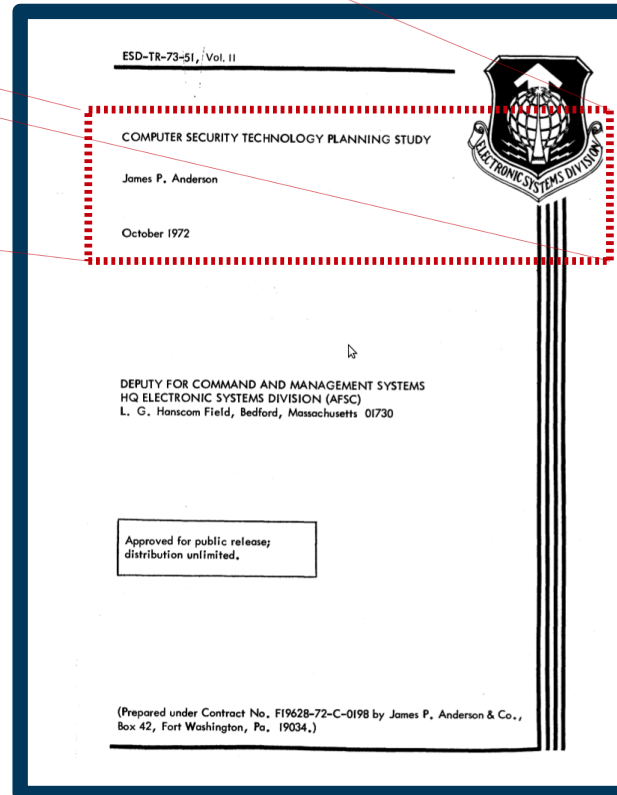 ESD-TR-73-51, Vol. II
COMPUTER SECURITY TECHNOLOGY PLANNING STUDY
James P. Anderson
October 1972
ELECTRONIC SYSTEMS DIVISION
DEPUTY FOR COMMAND AND MANAGEMENT SYSTEMS
HQ ELECTRONIC SYSTEMS DIVISION (AFSC)
L. G. Hanscom Field, Bedford, Massachusetts 01730
Approved for public release;
distribution unlimited.
(Prepared under Contract No. F19628-72-C-0198 by James P. Anderson & Co.,
Box 42, Fort Washington, Pa. 19034.)